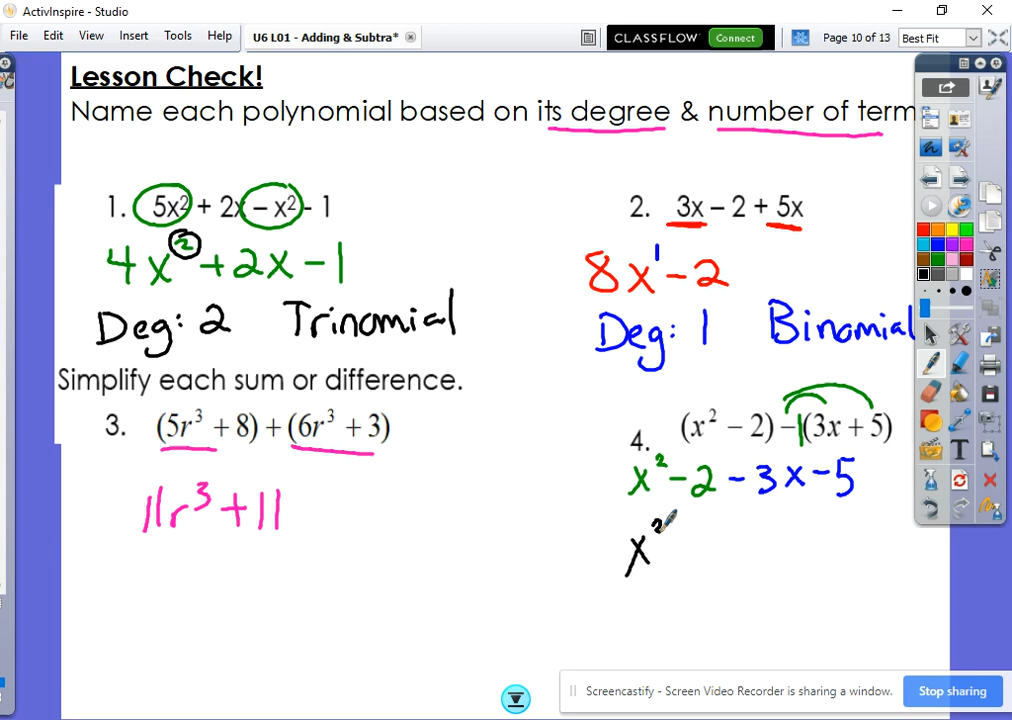 ActivInspire - Studio
File Edit View Insert Tools Help
U6 L01 - Adding & Subtra*
CLASSFLOW Connect
Page 10 of 13
Best Fit
Lesson Check!
Name each polynomial based on its degree & number of term
1. 5x² + 2x – x² - 1
4x² + 2x - 1
Deg: 2 Trinomial
2. 3x – 2 + 5x
8x¹ - 2
Deg: 1 Binomial
Simplify each sum or difference.
3. (5r³ + 8) + (6r³ + 3)
11r³ + 11
4. (x² − 2) − 1(3x + 5)
x² - 2 - 3x - 5
x²
Screencastify - Screen Video Recorder is sharing a window.
Stop sharing